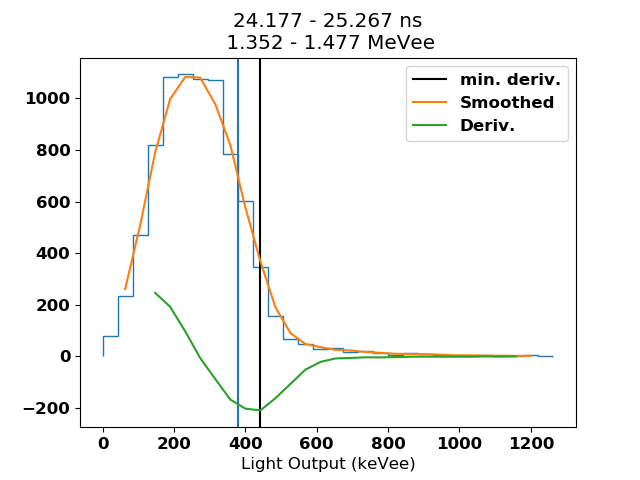 24.177 - 25.267 ns
1.352 - 1.477 MeVee
min. deriv.
Smoothed
Deriv.
1000
800
600
400
200
0
−200
0 200 400 600 800 1000 1200
Light Output (keVee)